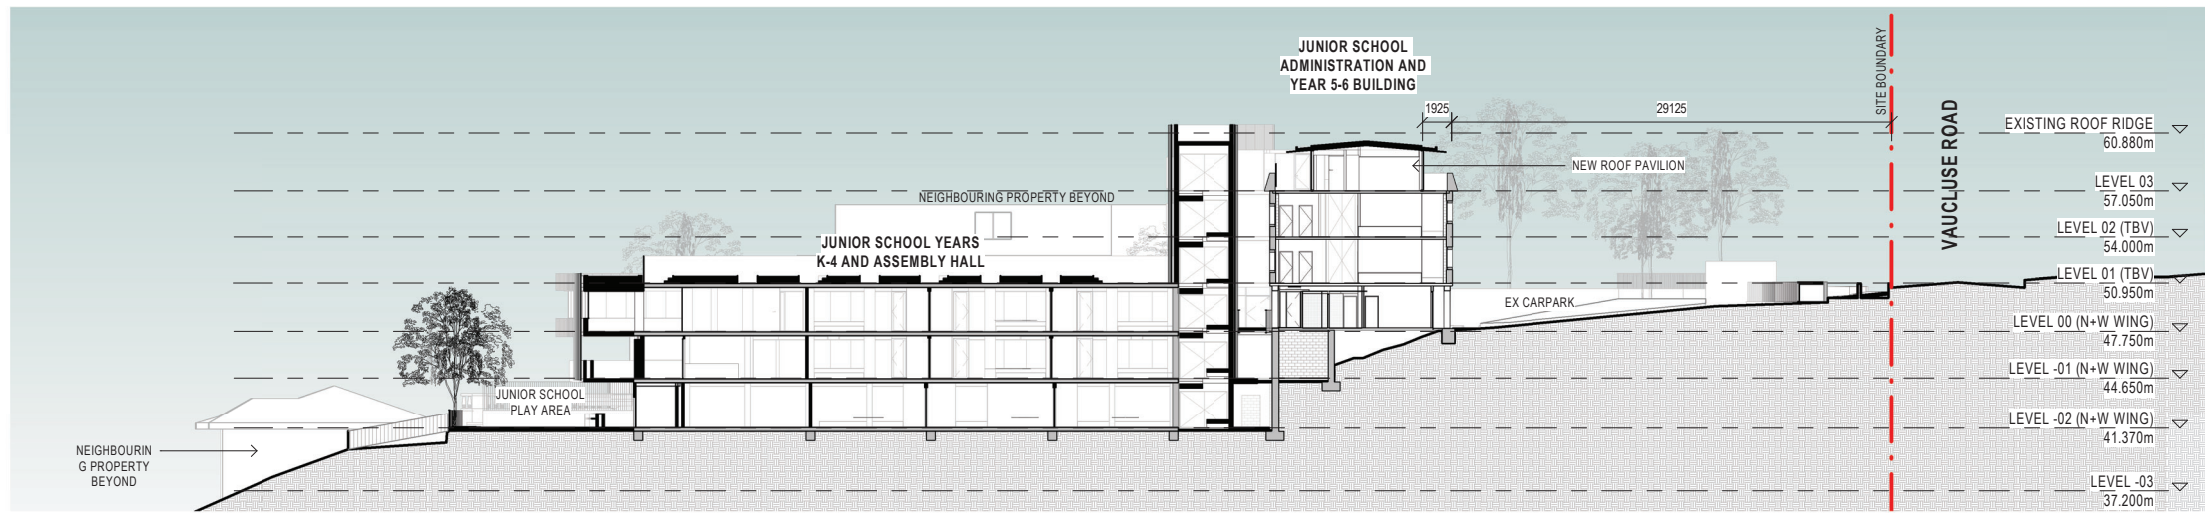 JUNIOR SCHOOL
ADMINISTRATION AND
YEAR 5-6 BUILDING
1925
29125
SITE BOUNDARY
VAUCLUSE ROAD
EXISTING ROOF RIDGE
60.880m
NEW ROOF PAVILION
LEVEL 03
57.050m
NEIGHBOURING PROPERTY BEYOND
LEVEL 02 (TBV)
54.000m
JUNIOR SCHOOL YEARS
K-4 AND ASSEMBLY HALL
LEVEL 01 (TBV)
50.950m
EX CARPARK
LEVEL 00 (N+W WING)
47.750m
LEVEL -01 (N+W WING)
44.650m
JUNIOR SCHOOL
PLAY AREA
LEVEL -02 (N+W WING)
41.370m
NEIGHBOURIN
G PROPERTY
BEYOND
LEVEL -03
37.200m